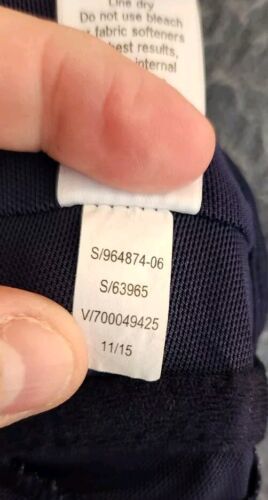 Line dry
Do not use bleach
fabric softeners
best results,
internal
S/964874-06
S/63965
V/700049425
11/15